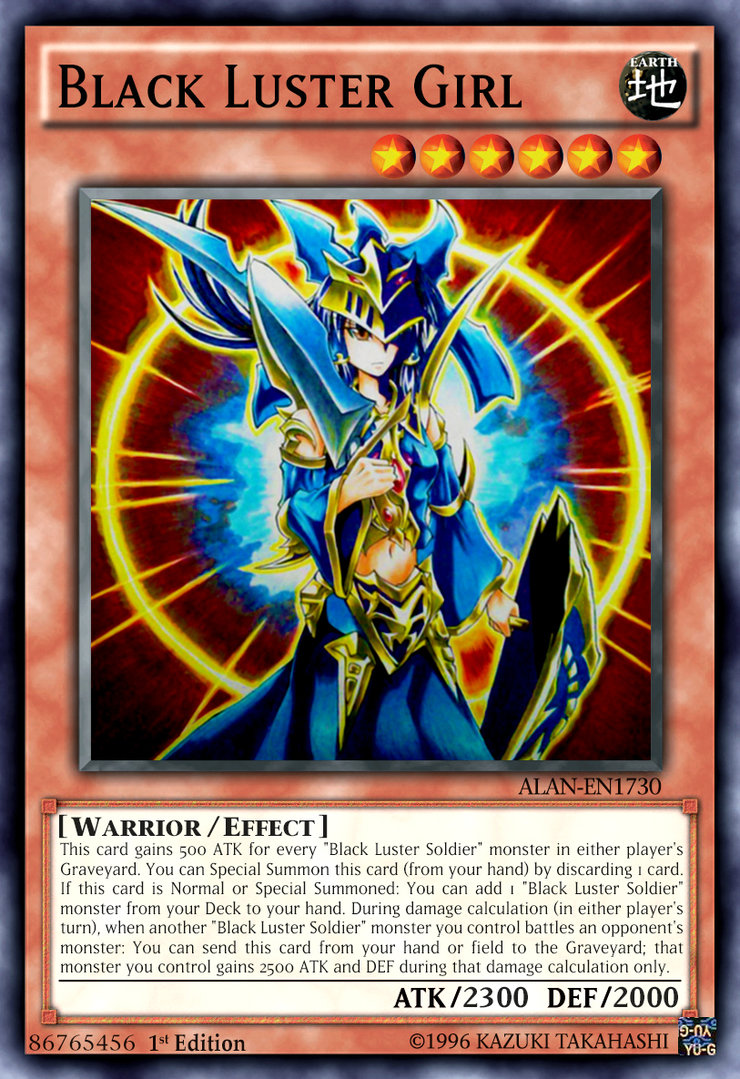 BLACK LUSTER GIRL
EARTH
地
ALAN-EN1730
[WARRIOR/EFFECT]
This card gains 500 ATK for every "Black Luster Soldier" monster in either player's
Graveyard. You can Special Summon this card (from your hand) by discarding 1 card.
If this card is Normal or Special Summoned: You can add 1 "Black Luster Soldier"
monster from your Deck to your hand. During damage calculation (in either player's
turn), when another "Black Luster Soldier" monster you control battles an opponent's
monster: You can send this card from your hand or field to the Graveyard; that
monster you control gains 2500 ATK and DEF during that damage calculation only.
ATK/2300 DEF/2000
86765456 1st Edition ©1996 KAZUKI TAKAHASHI